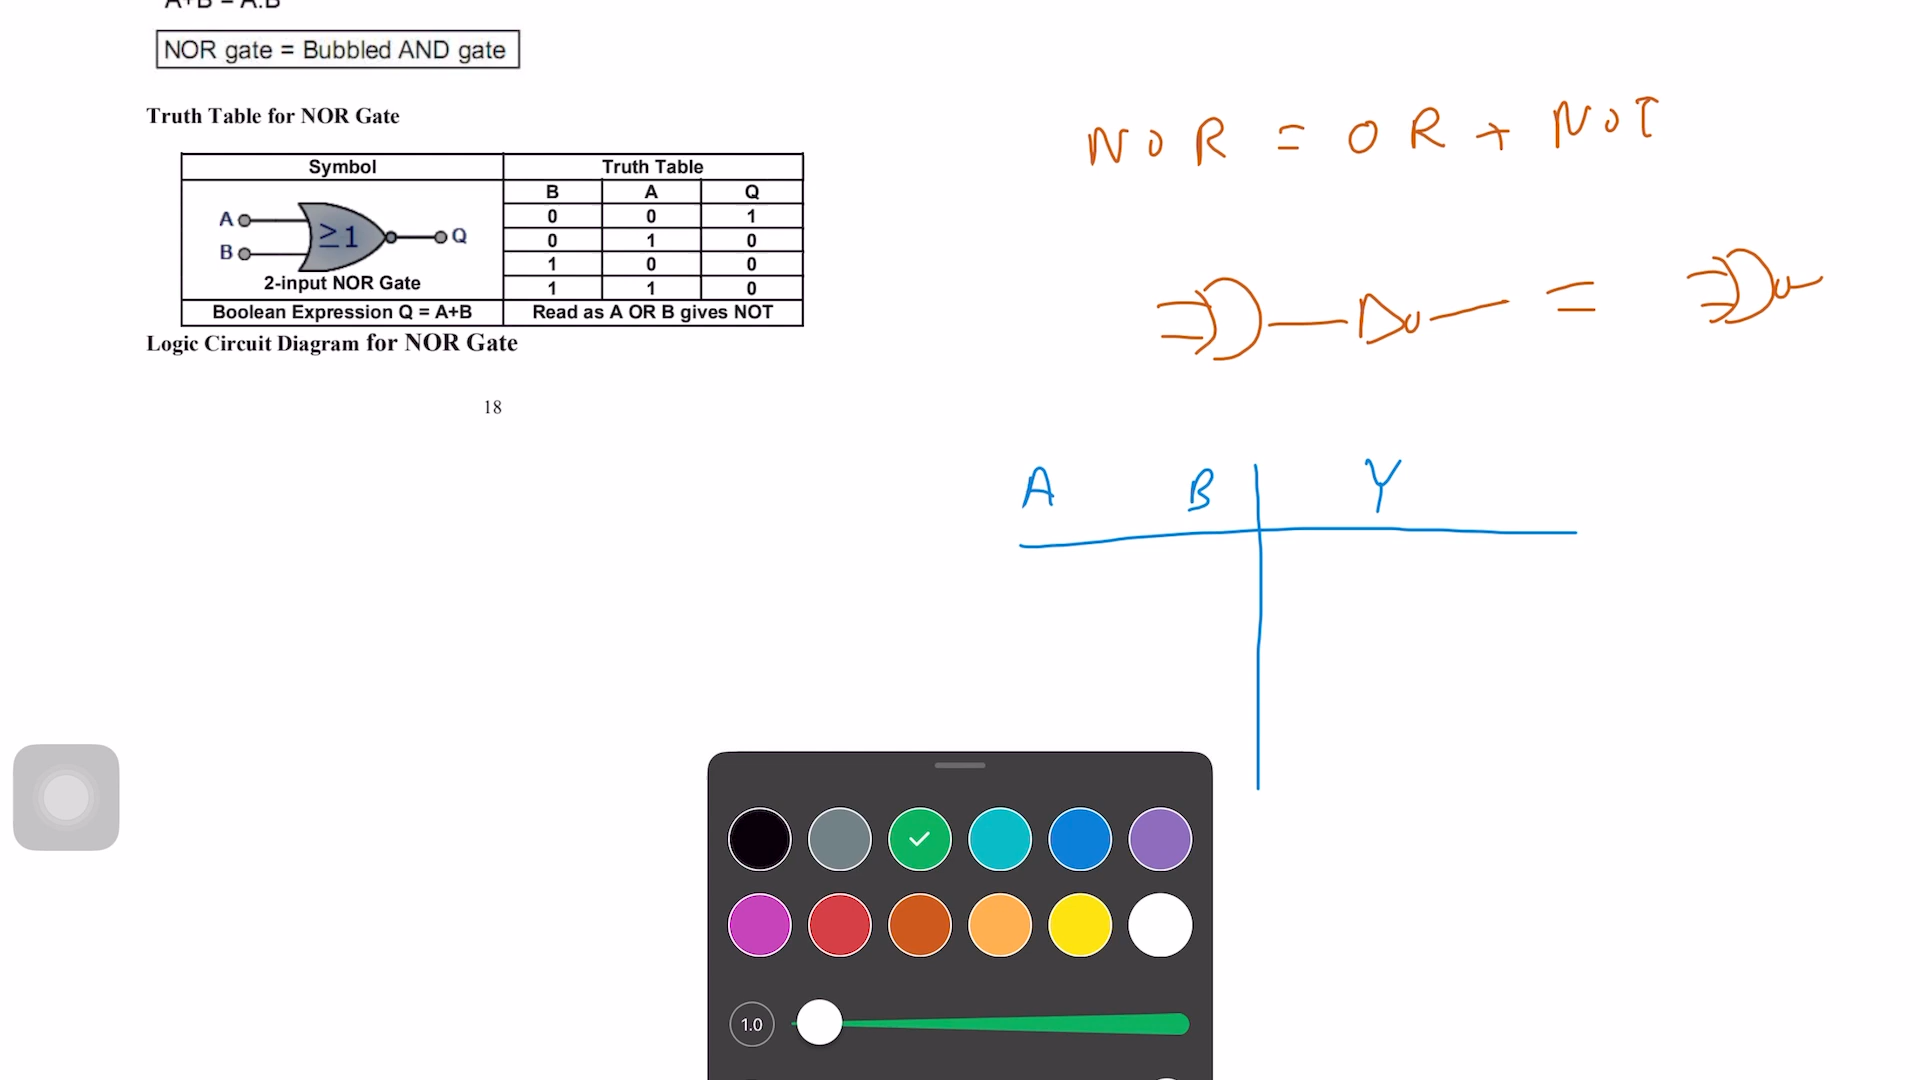 A+B = A.B
NOR gate = Bubbled AND gate
Truth Table for NOR Gate
Symbol Truth Table
B A Q
0 0 1
0 1 0
1 0 0
1 1 0
A
B
≥1
Q
2-input NOR Gate
Boolean Expression Q = A+B Read as A OR B gives NOT
Logic Circuit Diagram for NOR Gate
18
NOR = OR + NOT
=
A B Y
1.0